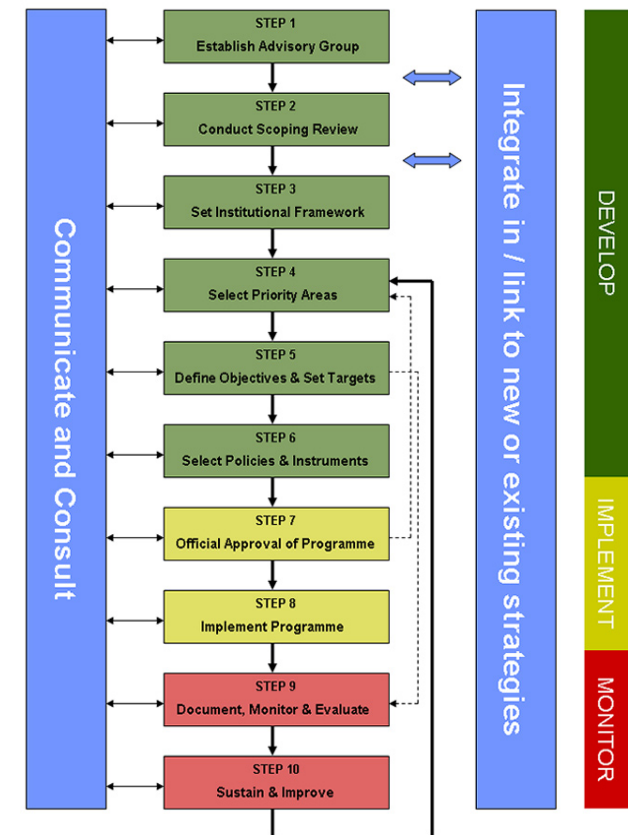 STEP 1
Establish Advisory Group
STEP 2
Conduct Scoping Review
STEP 3
Set Institutional Framework
STEP 4
Select Priority Areas
STEP 5
Define Objectives & Set Targets
STEP 6
Select Policies & Instruments
STEP 7
Official Approval of Programme
STEP 8
Implement Programme
STEP 9
Document, Monitor & Evaluate
STEP 10
Sustain & Improve
Communicate and Consult
Integrate in / link to new or existing strategies
DEVELOP
IMPLEMENT
MONITOR